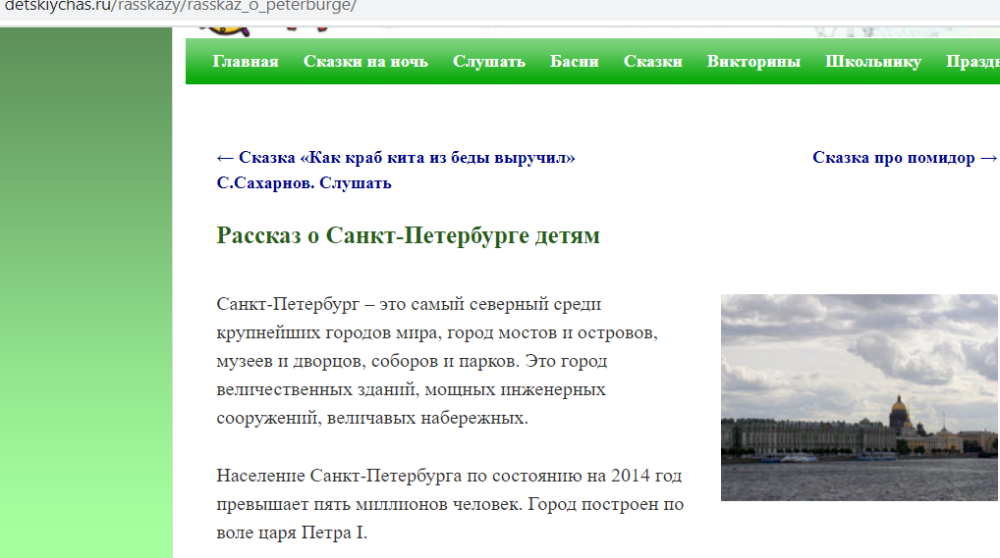 detskiychas.ru/rasskazy/rasskaz_o_peterburge/
Главная Сказки на ночь Слушать Басни Сказки Викторины Школьнику Празд
← Сказка «Как краб кита из беды выручил» Сказка про помидор →
С.Сахарнов. Слушать
Рассказ о Санкт-Петербурге детям
Санкт-Петербург – это самый северный среди
крупнейших городов мира, город мостов и островов,
музеев и дворцов, соборов и парков. Это город
величественных зданий, мощных инженерных
сооружений, величавых набережных.
Население Санкт-Петербурга по состоянию на 2014 год
превышает пять миллионов человек. Город построен по
воле царя Петра I.